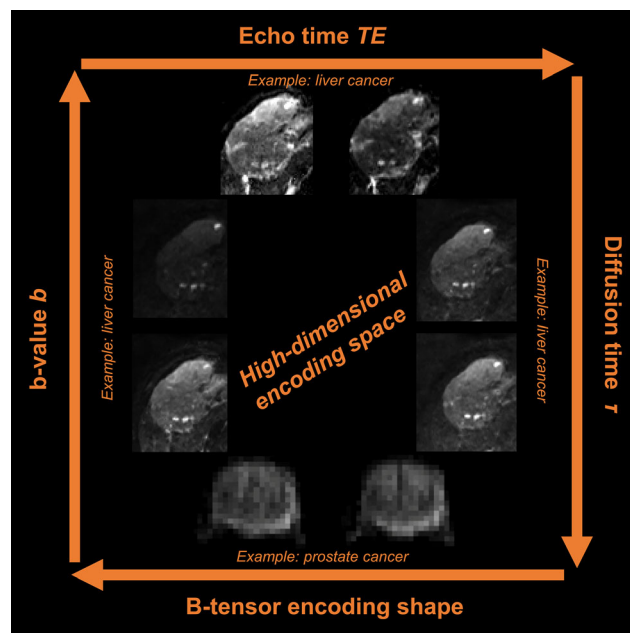 Echo time TE
Example: liver cancer
b-value b
Example: liver cancer
High-dimensional
encoding space
Example: liver cancer
Diffusion time τ
Example: prostate cancer
B-tensor encoding shape